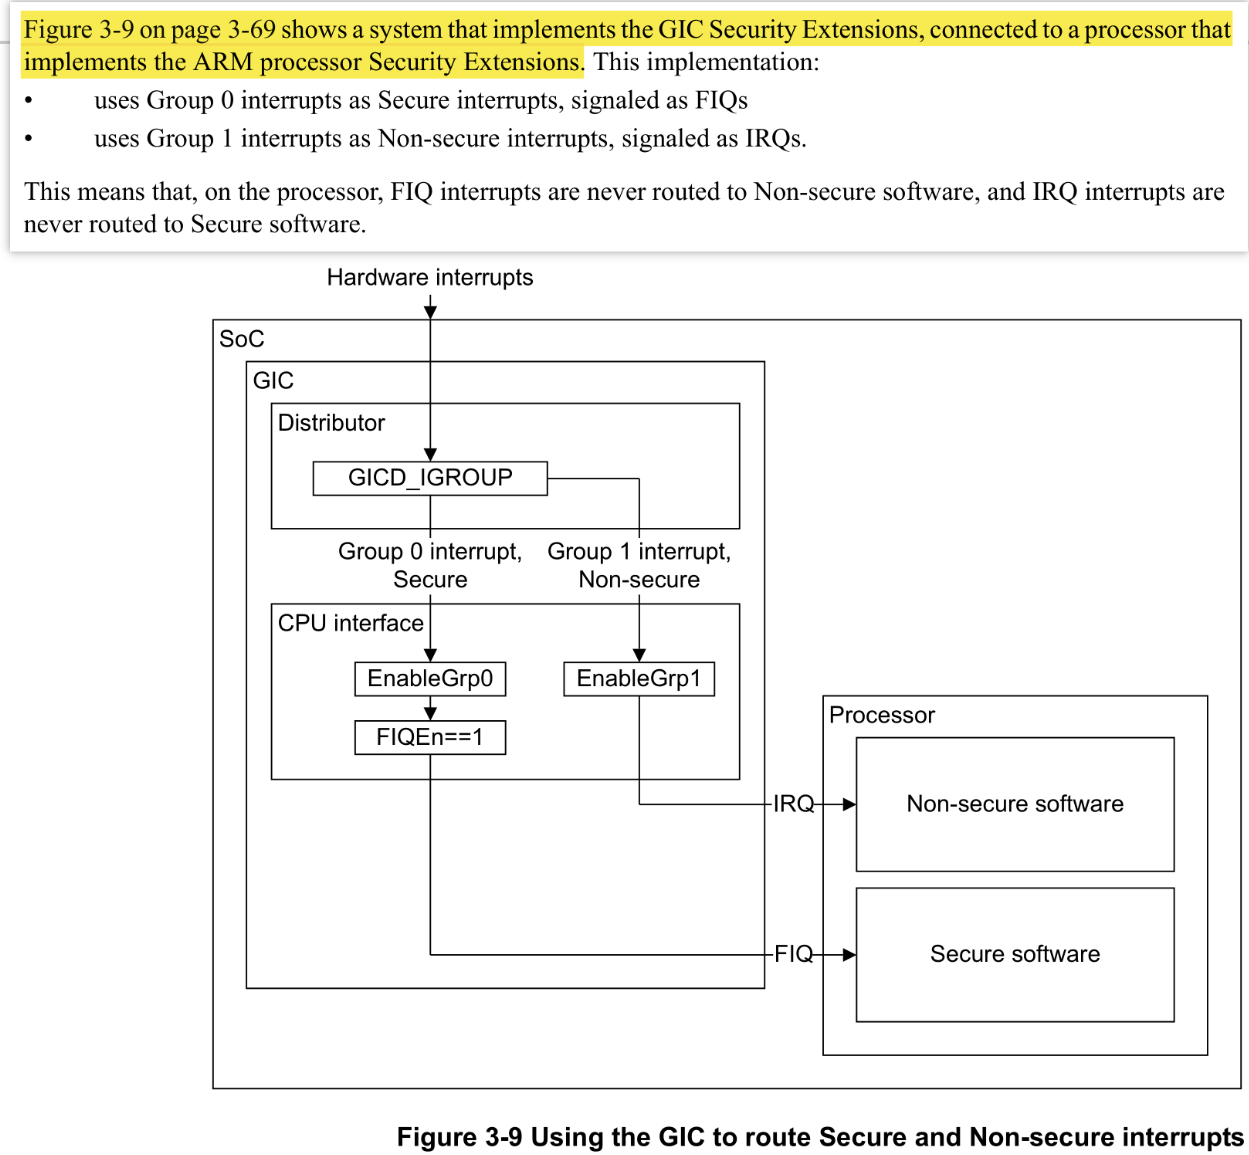 Figure 3-9 on page 3-69 shows a system that implements the GIC Security Extensions, connected to a processor that
implements the ARM processor Security Extensions. This implementation:
• uses Group 0 interrupts as Secure interrupts, signaled as FIQs
• uses Group 1 interrupts as Non-secure interrupts, signaled as IRQs.
This means that, on the processor, FIQ interrupts are never routed to Non-secure software, and IRQ interrupts are
never routed to Secure software.
Hardware interrupts
SoC
GIC
Distributor
GICD_IGROUP
Group 0 interrupt,
Secure
Group 1 interrupt,
Non-secure
CPU interface
EnableGrp0
EnableGrp1
FIQEn==1
Processor
IRQ
Non-secure software
FIQ
Secure software
Figure 3-9 Using the GIC to route Secure and Non-secure interrupts